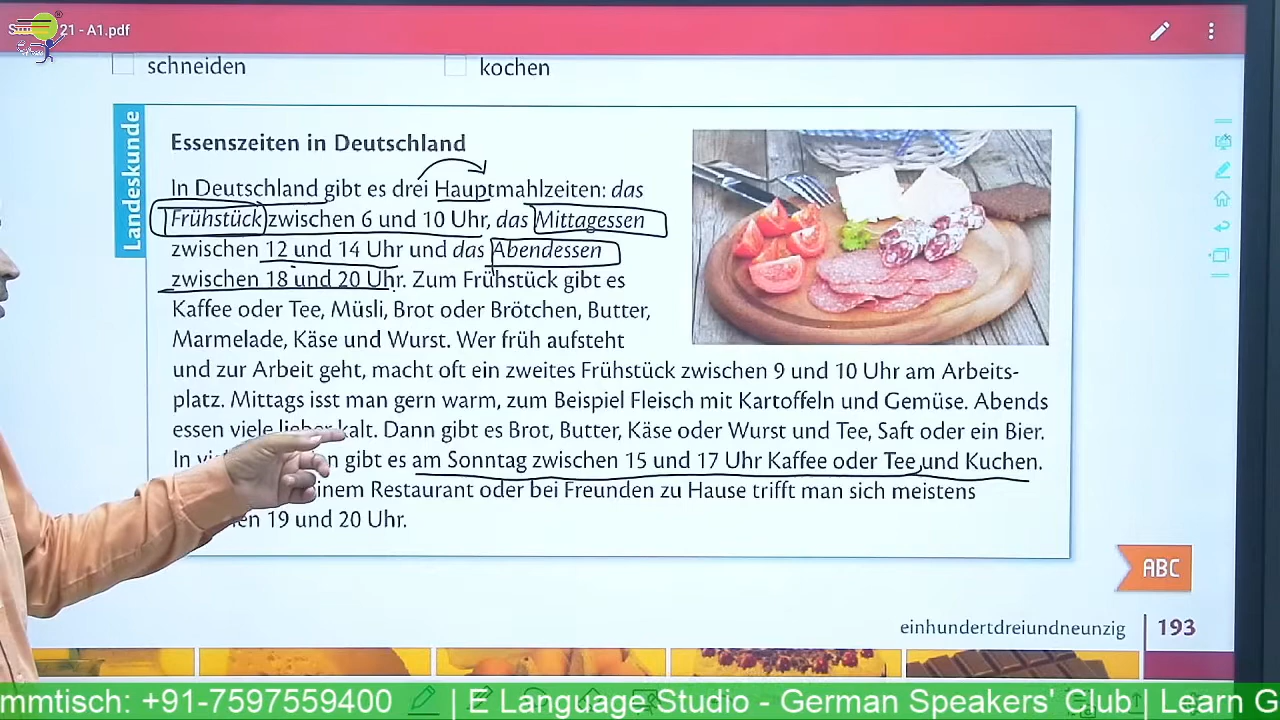 21 - A1.pdf
schneiden
kochen
Landeskunde
Essenszeiten in Deutschland
In Deutschland gibt es drei Hauptmahlzeiten: das
Frühstück zwischen 6 und 10 Uhr, das Mittagessen
zwischen 12 und 14 Uhr und das Abendessen
zwischen 18 und 20 Uhr. Zum Frühstück gibt es
Kaffee oder Tee, Müsli, Brot oder Brötchen, Butter,
Marmelade, Käse und Wurst. Wer früh aufsteht
und zur Arbeit geht, macht oft ein zweites Frühstück zwischen 9 und 10 Uhr am Arbeits-
platz. Mittags isst man gern warm, zum Beispiel Fleisch mit Kartoffeln und Gemüse. Abends
essen viele lieber kalt. Dann gibt es Brot, Butter, Käse oder Wurst und Tee, Saft oder ein Bier.
In gibt es am Sonntag zwischen 15 und 17 Uhr Kaffee oder Tee und Kuchen.
inem Restaurant oder bei Freunden zu Hause trifft man sich meistens
en 19 und 20 Uhr.
ABC
einhundertdreiundneunzig
193
mmtisch: +91-7597559400 | E Language Studio - German Speakers' Club| Learn G